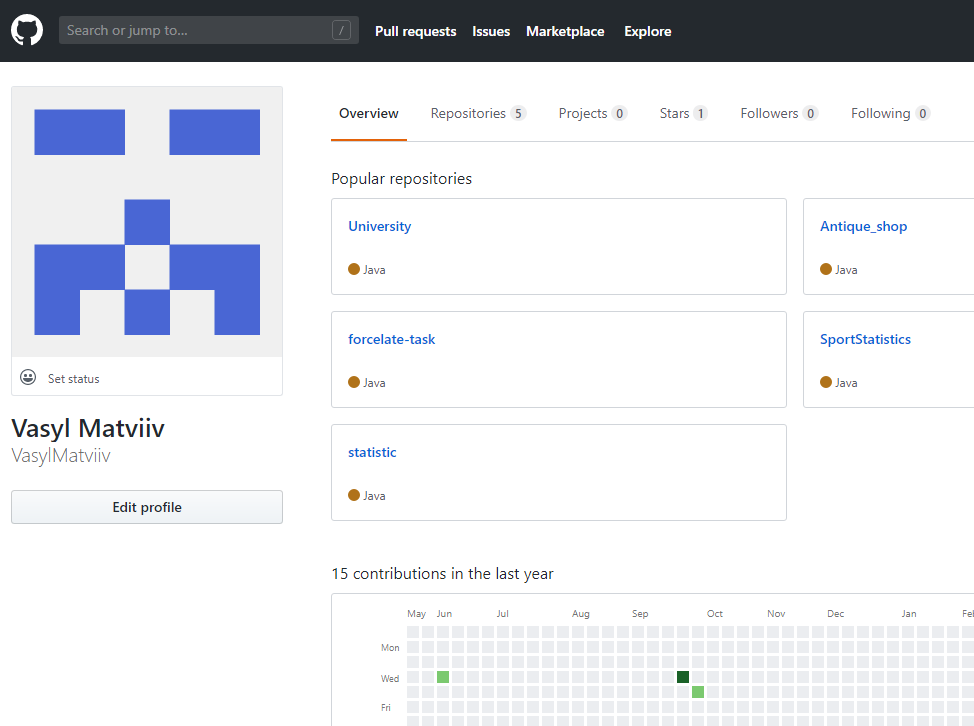 Search or jump to... / Pull requests Issues Marketplace Explore
Overview Repositories 5 Projects 0 Stars 1 Followers 0 Following 0
Set status
Vasyl Matviiv
VasylMatviiv
Edit profile
Popular repositories
University
Java
Antique_shop
Java
forcelate-task
Java
SportStatistics
Java
statistic
Java
15 contributions in the last year
May Jun Jul Aug Sep Oct Nov Dec Jan Feb
Mon
Wed
Fri